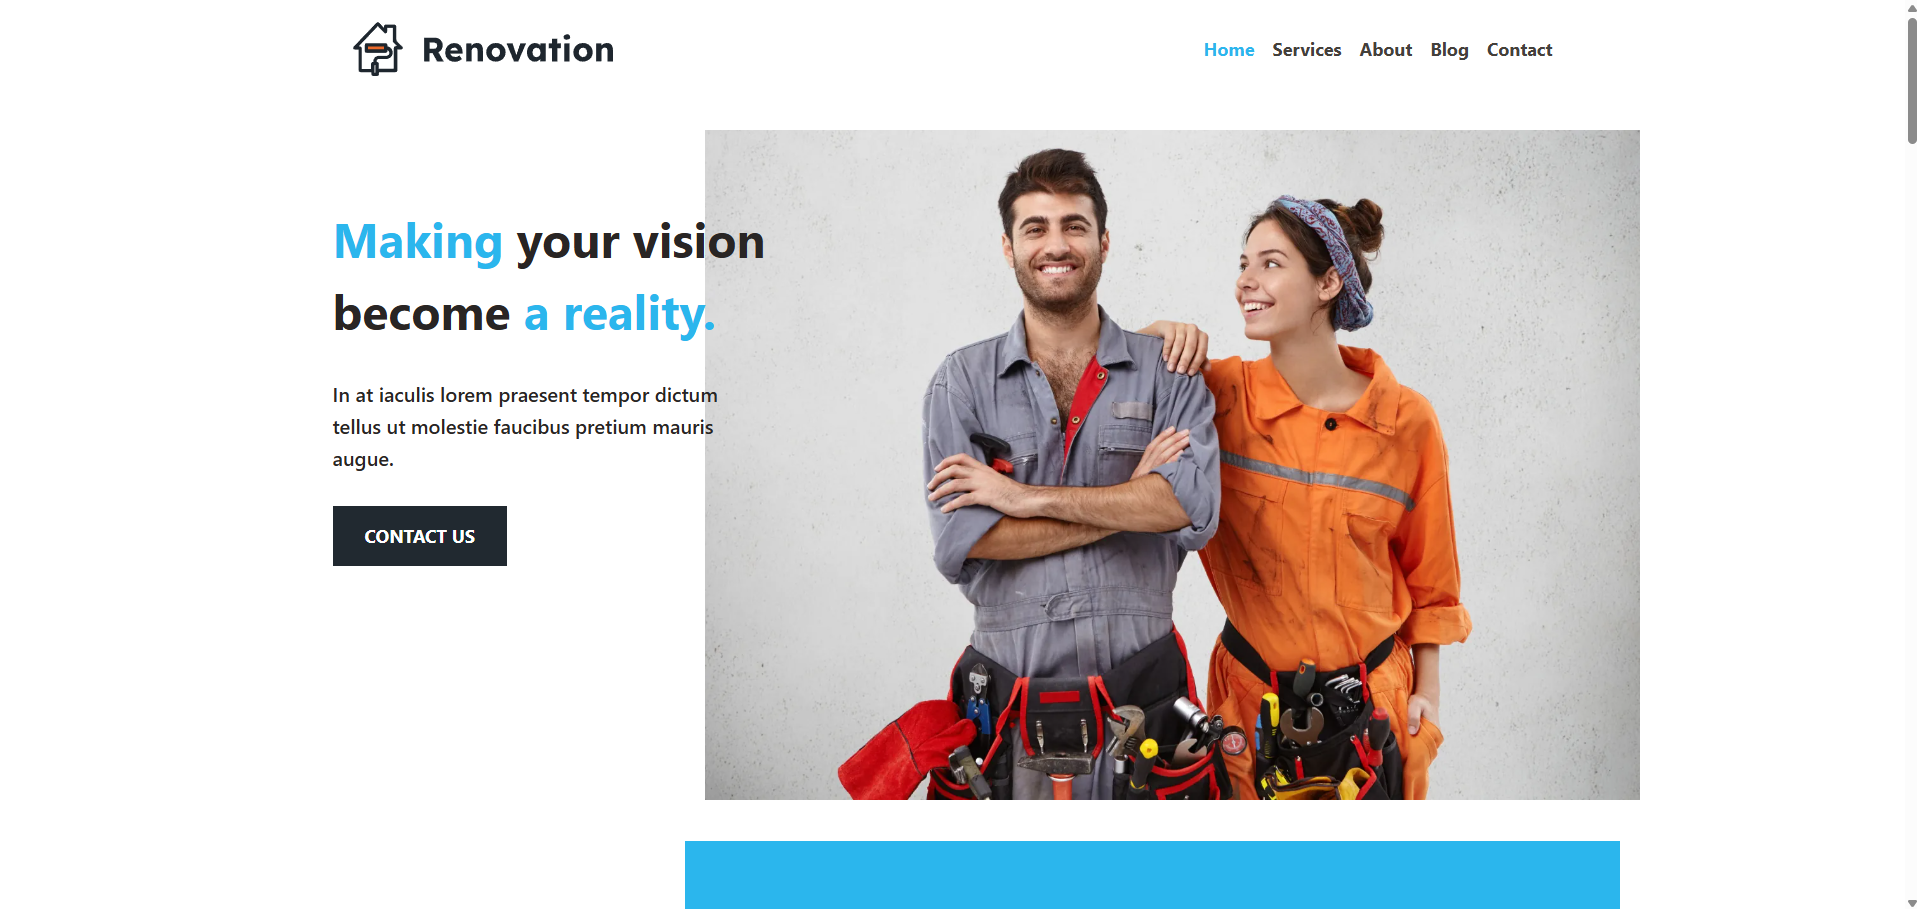 Renovation
Home Services About Blog Contact
Making your vision
become a reality.
In at iaculis lorem praesent tempor dictum
tellus ut molestie faucibus pretium mauris
augue.
CONTACT US